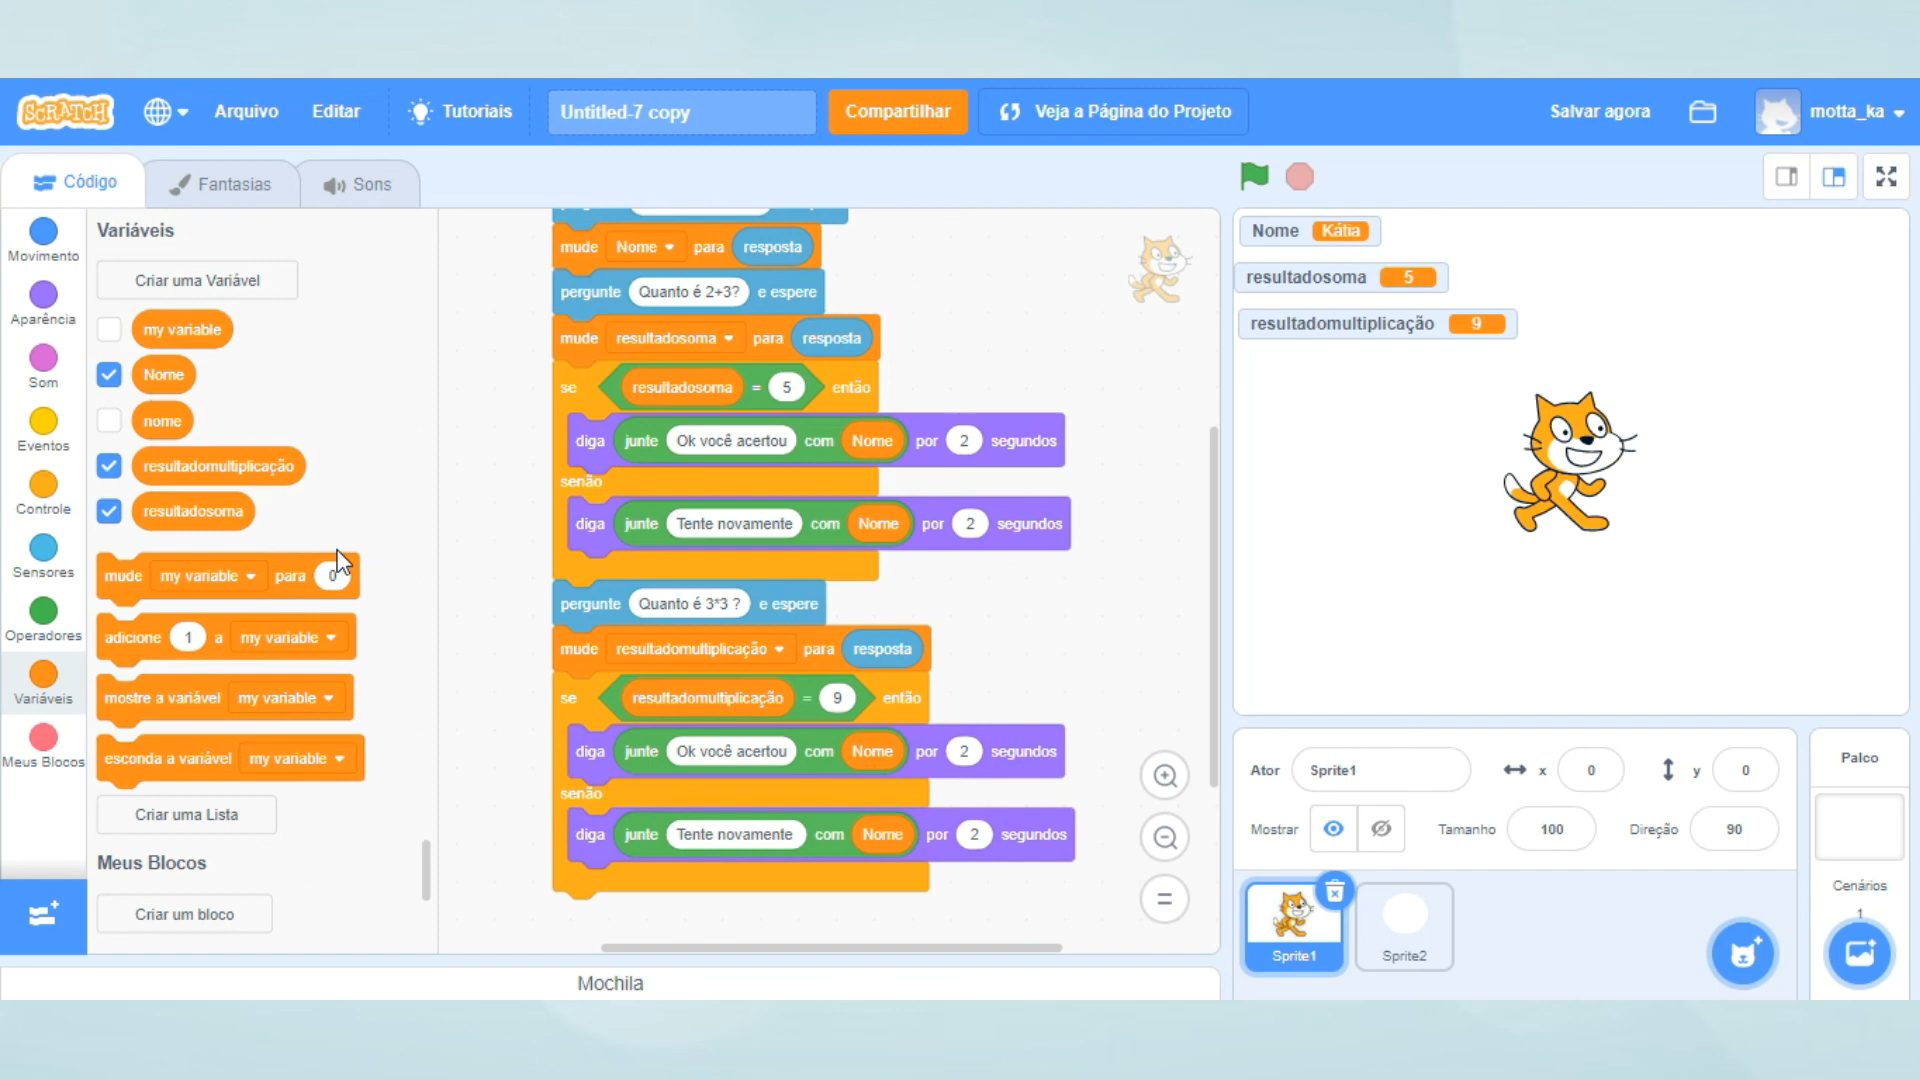 SCRATCH
Arquivo
Editar
Tutoriais
Untitled-7 copy
Compartilhar
Veja a Página do Projeto
Salvar agora
motta_ka
Código
Fantasias
Sons
Movimento
Aparência
Som
Eventos
Controle
Sensores
Operadores
Variáveis
Meus Blocos
Variáveis
Criar uma Variável
my variable
Nome
nome
resultadomultiplicação
resultadosoma
mude my variable para 0
adicione 1 a my variable
mostre a variável my variable
esconda a variável my variable
Criar uma Lista
Meus Blocos
Criar um bloco
mude Nome para resposta
pergunte Quanto é 2+3? e espere
mude resultadosoma para resposta
se resultadosoma = 5 então
diga junte Ok você acertou com Nome por 2 segundos
senão
diga junte Tente novamente com Nome por 2 segundos
pergunte Quanto é 3*3 ? e espere
mude resultadomultiplicação para resposta
se resultadomultiplicação = 9 então
diga junte Ok você acertou com Nome por 2 segundos
senão
diga junte Tente novamente com Nome por 2 segundos
Mochila
Nome Kátia
resultadosoma 5
resultadomultiplicação 9
Ator Sprite1 x 0 y 0
Mostrar Tamanho 100 Direção 90
Sprite1
Sprite2
Palco
Cenários
1